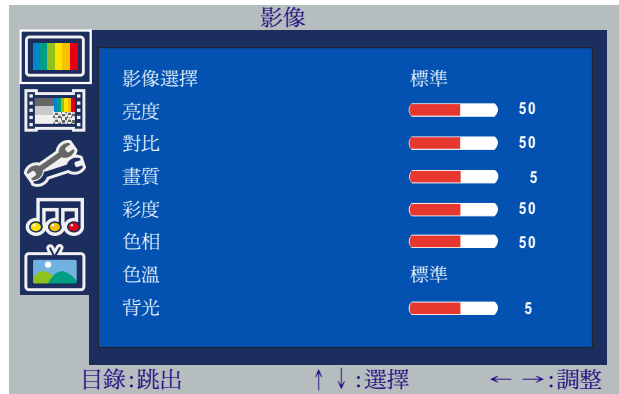 影像
影像選擇 標準
亮度 50
對比 50
畫質 5
彩度 50
色相 50
色溫 標準
背光 5
目錄:跳出 ↑↓:選擇 ← →:調整